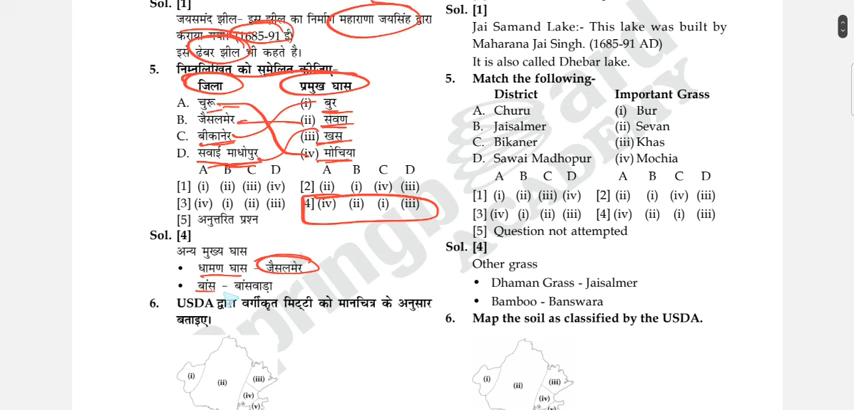 Sol. [1]
जयसमंद झील– इस झील का निर्माण महाराणा जयसिंह द्वारा
कराया गया। (1685-91 ई)
इसे ढेबर झील भी कहते है।
5. निम्नलिखित को सुमेलित कीजिए–
जिला प्रमुख घास
A. चुरू (i) बुर
B. जैसलमेर (ii) सेवण
C. बीकानेर (iii) खस
D. सवाई माधोपुर (iv) मोचिया
A B C D A B C D
[1] (i) (ii) (iii) (iv) [2] (ii) (i) (iv) (iii)
[3] (iv) (i) (ii) (iii) [4] (iv) (ii) (i) (iii)
[5] अनुत्तरित प्रश्न
Sol. [4]
अन्य मुख्य घास
• धामण घास – जैसलमेर
• बांस – बांसवाड़ा
6. USDA द्वारा वर्गीकृत मिट्टी को मानचित्र के अनुसार
बताइए।
(i)
(ii)
(iii)
(iv)
(v)
Sol. [1]
Jai Samand Lake:- This lake was built by
Maharana Jai Singh. (1685-91 AD)
It is also called Dhebar lake.
5. Match the following-
District Important Grass
A. Churu (i) Bur
B. Jaisalmer (ii) Sevan
C. Bikaner (iii) Khas
D. Sawai Madhopur (iv) Mochia
A B C D A B C D
[1] (i) (ii) (iii) (iv) [2] (ii) (i) (iv) (iii)
[3] (iv) (i) (ii) (iii) [4] (iv) (ii) (i) (iii)
[5] Question not attempted
Sol. [4]
Other grass
• Dhaman Grass - Jaisalmer
• Bamboo - Banswara
6. Map the soil as classified by the USDA.
(i)
(ii)
(iii)
(iv)
(v)